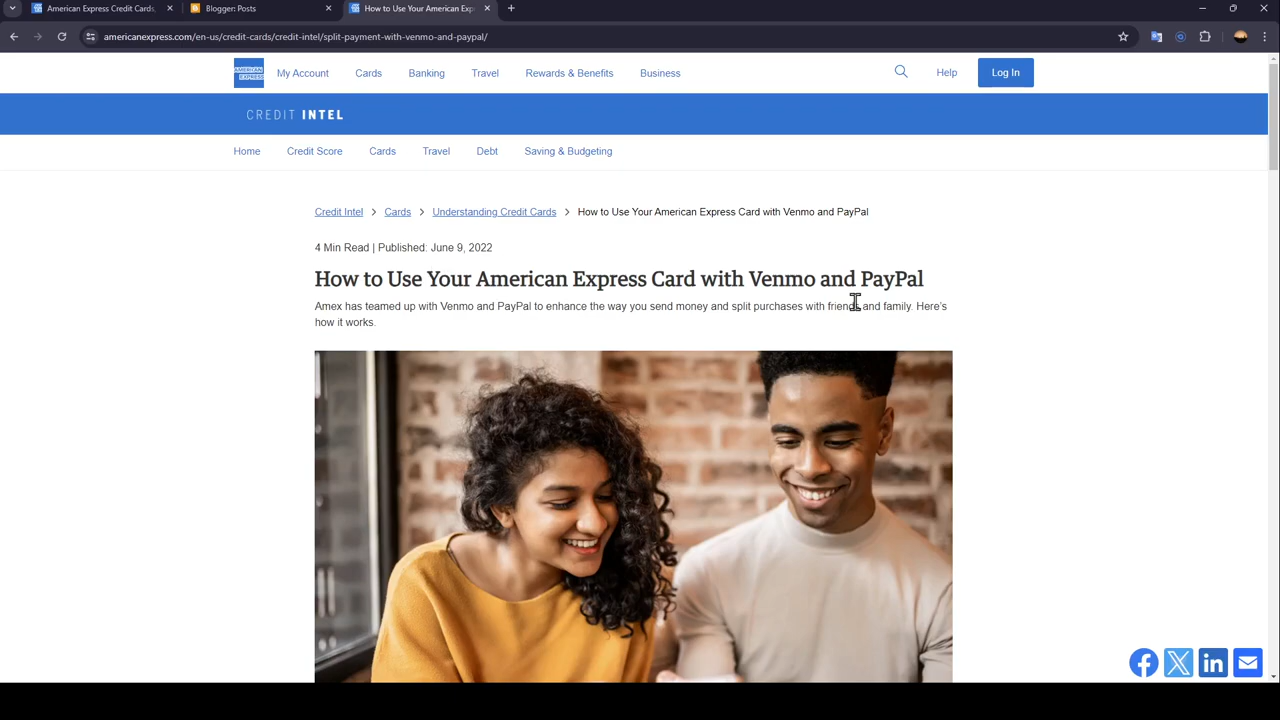 American Express Credit Cards,
Blogger: Posts
How to Use Your American Exp
americanexpress.com/en-us/credit-cards/credit-intel/split-payment-with-venmo-and-paypal/
AMERICAN EXPRESS
My Account
Cards
Banking
Travel
Rewards & Benefits
Business
Help
Log In
CREDIT INTEL
Home
Credit Score
Cards
Travel
Debt
Saving & Budgeting
Credit Intel > Cards > Understanding Credit Cards > How to Use Your American Express Card with Venmo and PayPal
4 Min Read | Published: June 9, 2022
How to Use Your American Express Card with Venmo and PayPal
Amex has teamed up with Venmo and PayPal to enhance the way you send money and split purchases with friends and family. Here's
how it works.